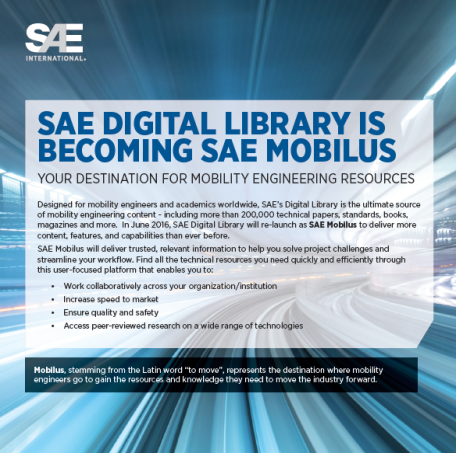 SAE
INTERNATIONAL®
SAE DIGITAL LIBRARY IS
BECOMING SAE MOBILUS
YOUR DESTINATION FOR MOBILITY ENGINEERING RESOURCES
Designed for mobility engineers and academics worldwide, SAE's Digital Library is the ultimate source
of mobility engineering content - including more than 200,000 technical papers, standards, books,
magazines and more. In June 2016, SAE Digital Library will re-launch as SAE Mobilus to deliver more
content, features, and capabilities than ever before.
SAE Mobilus will deliver trusted, relevant information to help you solve project challenges and
streamline your workflow. Find all the technical resources you need quickly and efficiently through
this user-focused platform that enables you to:
• Work collaboratively across your organization/institution
• Increase speed to market
• Ensure quality and safety
• Access peer-reviewed research on a wide range of technologies
Mobilus, stemming from the Latin word "to move", represents the destination where mobility
engineers go to gain the resources and knowledge they need to move the industry forward.